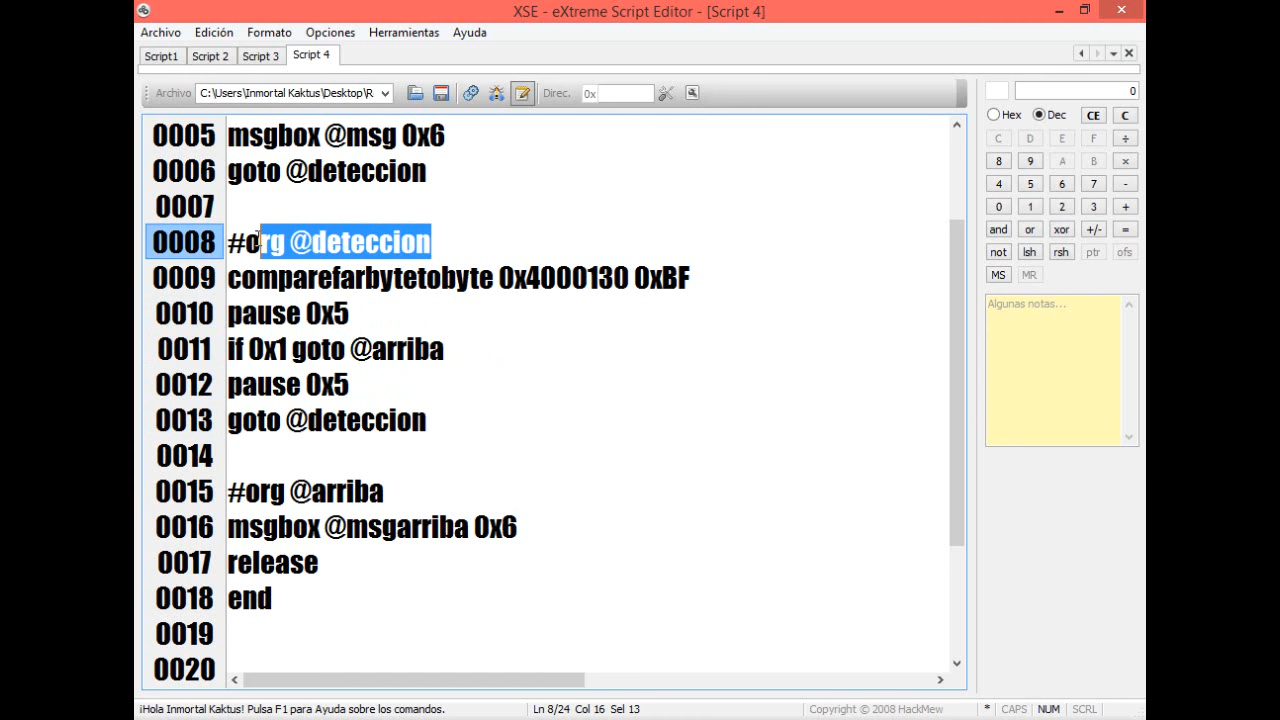 XSE - eXtreme Script Editor - [Script 4]
Archivo Edición Formato Opciones Herramientas Ayuda
Script1 Script 2 Script 3 Script 4
Archivo C:\Users\Inmortal Kaktus\Desktop\R Direc. 0x
0
Hex Dec CE C
C D E F ÷
8 9 A B ×
4 5 6 7 -
0 1 2 3 +
and or xor +/- =
not lsh rsh ptr ofs
MS MR
Algunas notas...
0005 msgbox @msg 0x6
0006 goto @deteccion
0007
0008 #org @deteccion
0009 comparefarbytetobyte 0x4000130 0xBF
0010 pause 0x5
0011 if 0x1 goto @arriba
0012 pause 0x5
0013 goto @deteccion
0014
0015 #org @arriba
0016 msgbox @msgarriba 0x6
0017 release
0018 end
0019
0020
¡Hola Inmortal Kaktus! Pulsa F1 para Ayuda sobre los comandos. Ln 8/24 Col 16 Sel 13 Copyright © 2008 HackMew * CAPS NUM SCRL